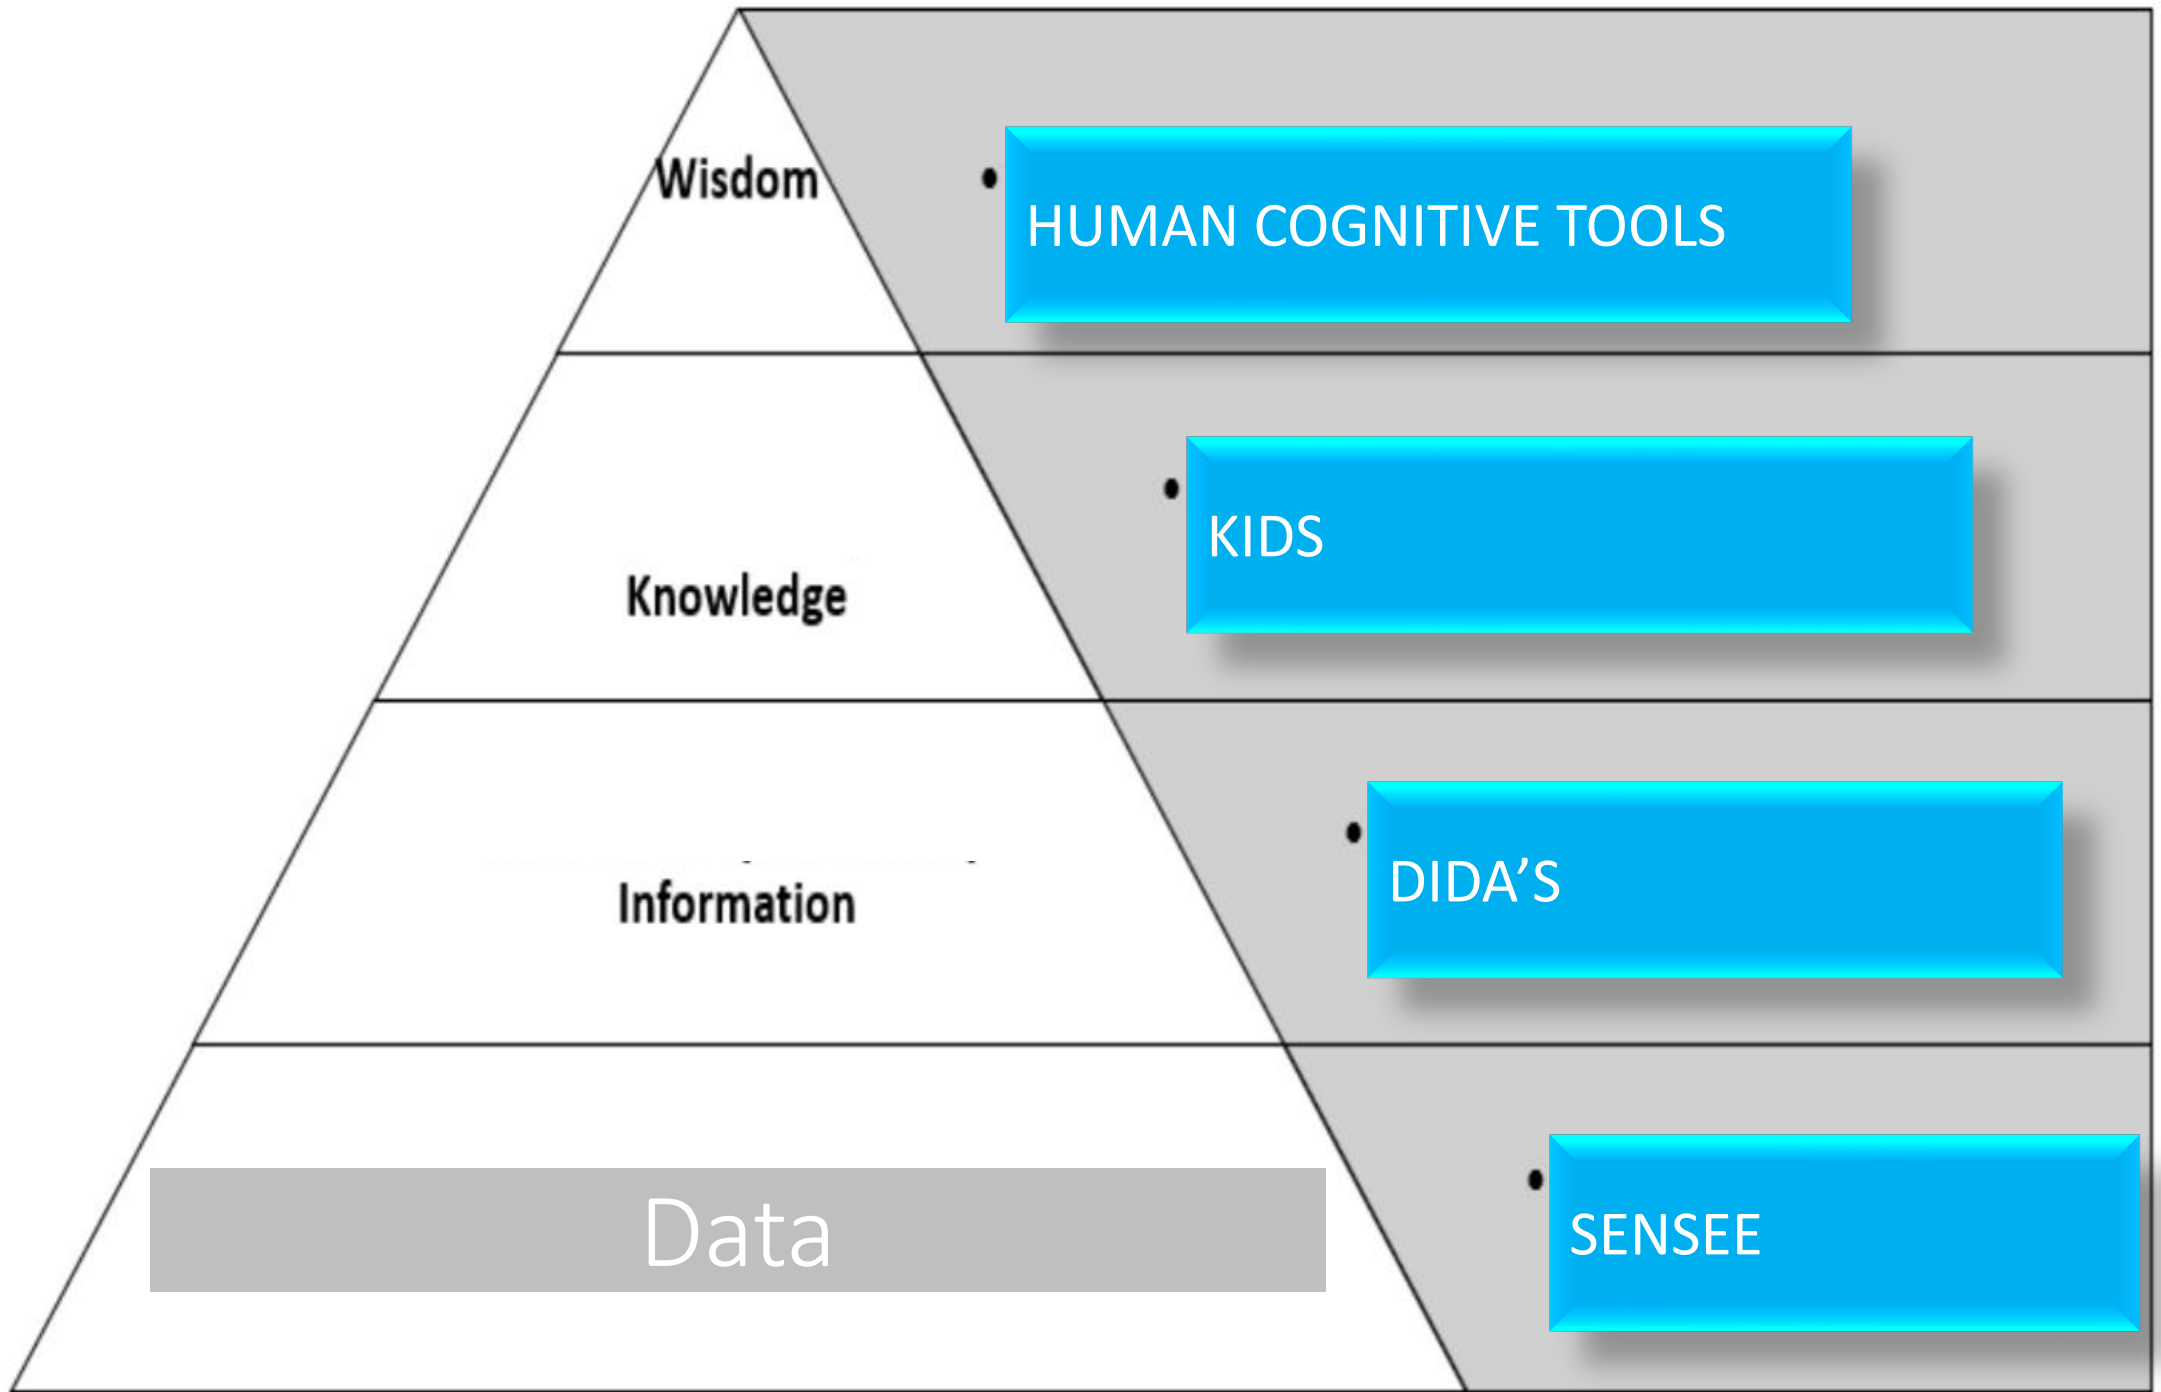 Wisdom
• HUMAN COGNITIVE TOOLS
Knowledge
• KIDS
Information
• DIDA’S
Data
• SENSEE